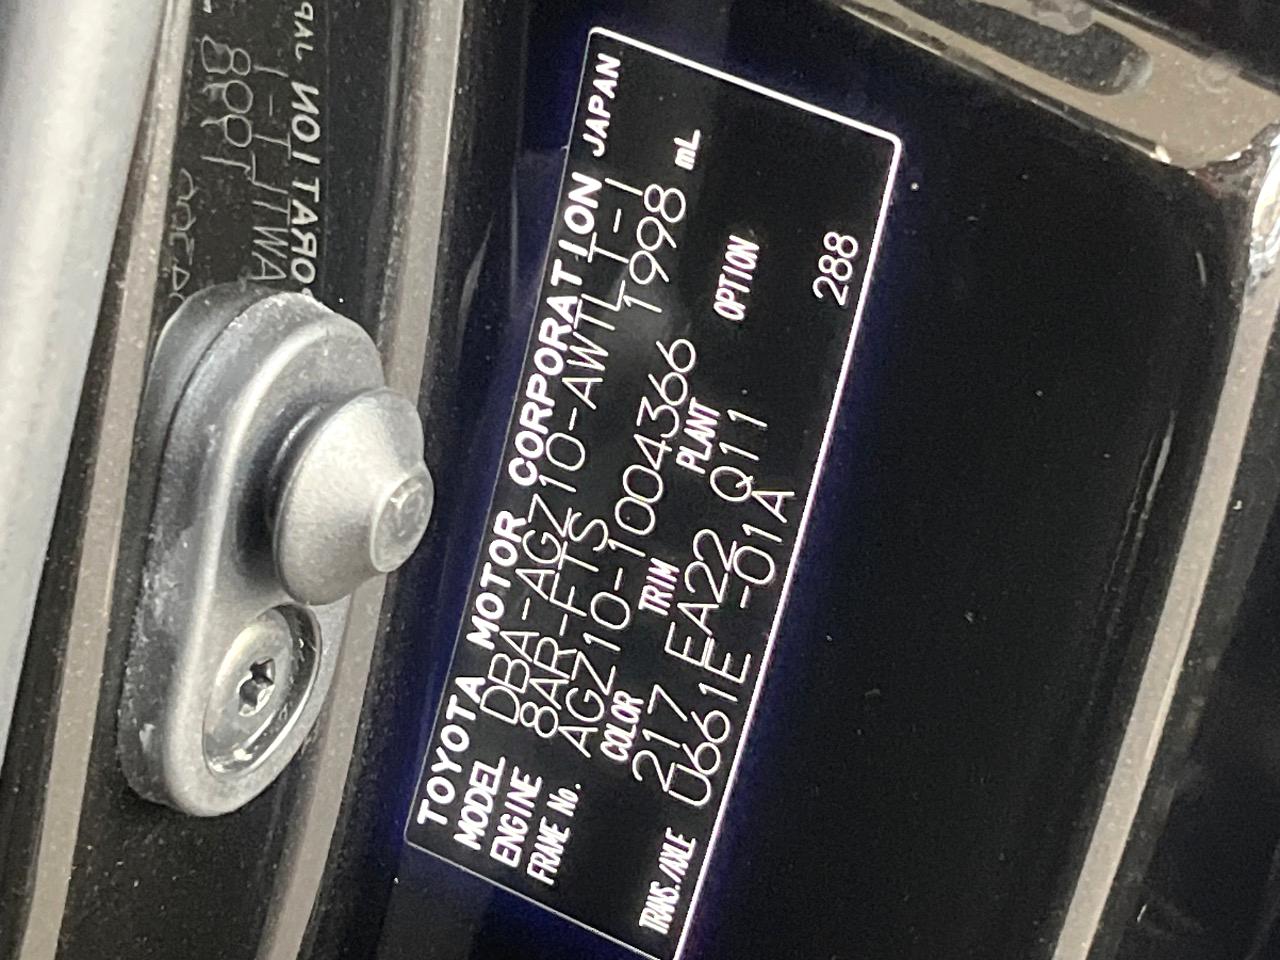 TOYOTA MOTOR CORPORATION JAPAN
MODEL DBA-AGZ10-AWTLT-I
ENGINE 8AR-FTS 1998 mL
FRAME No. AGZ10-1004366
COLOR TRIM PLANT OPTION
217 EA22 Q11
TRANS./AXLE U661E -01A 288